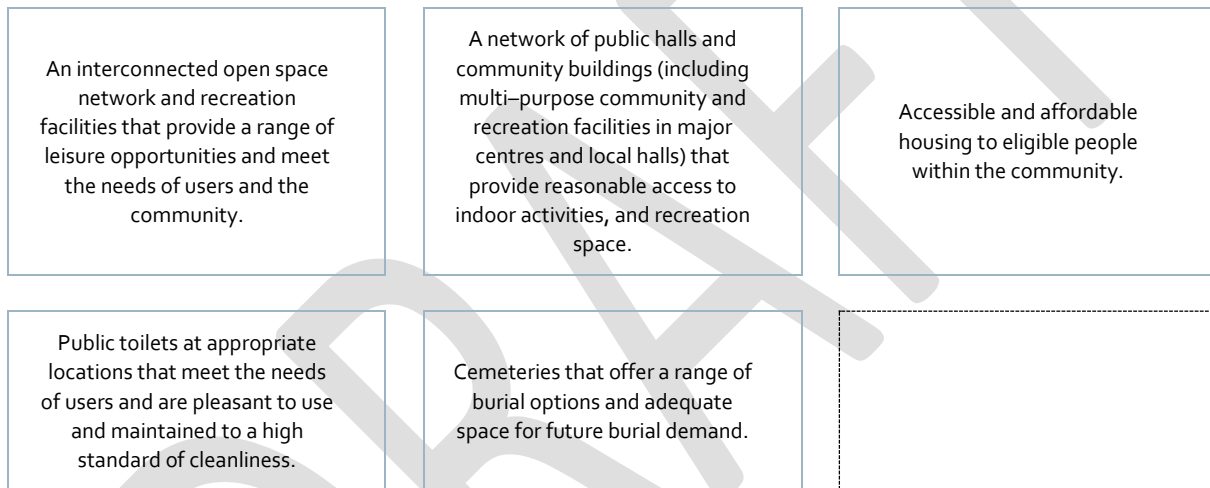 An interconnected open space
network and recreation
facilities that provide a range of
leisure opportunities and meet
the needs of users and the
community.
A network of public halls and
community buildings (including
multi–purpose community and
recreation facilities in major
centres and local halls) that
provide reasonable access to
indoor activities, and recreation
space.
Accessible and affordable
housing to eligible people
within the community.
Public toilets at appropriate
locations that meet the needs
of users and are pleasant to use
and maintained to a high
standard of cleanliness.
Cemeteries that offer a range of
burial options and adequate
space for future burial demand.
DRAFT